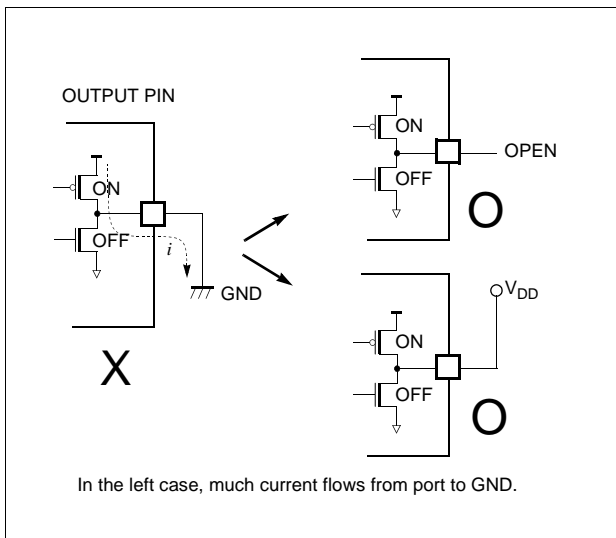 OUTPUT PIN
ON
OFF
i
GND
X
ON
OFF
OPEN
O
VDD
ON
OFF
O
In the left case, much current flows from port to GND.